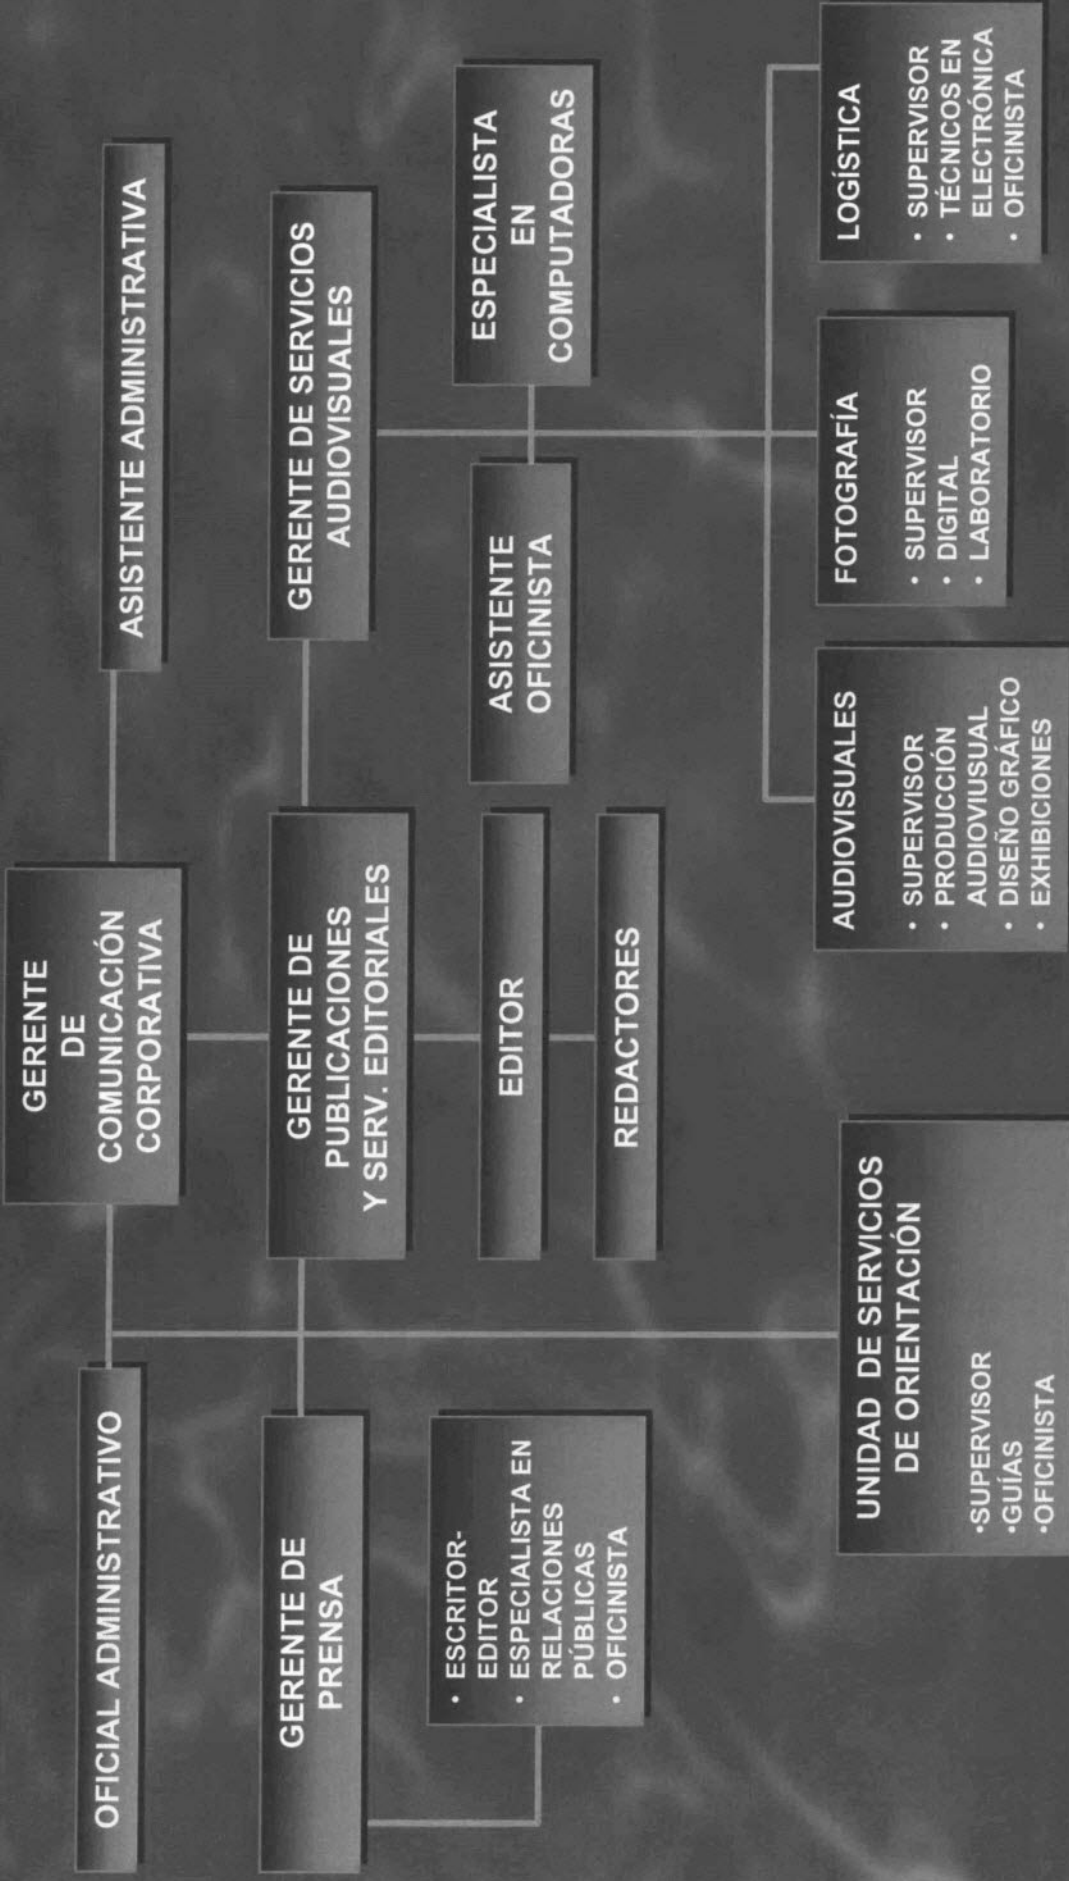 GERENTE
DE
COMUNICACIÓN
CORPORATIVA
OFICIAL ADMINISTRATIVO
ASISTENTE ADMINISTRATIVA
GERENTE DE
PRENSA
GERENTE DE
PUBLICACIONES
Y SERV. EDITORIALES
GERENTE DE SERVICIOS
AUDIOVISUALES
• ESCRITOR-
EDITOR
• ESPECIALISTA EN
RELACIONES
PÚBLICAS
• OFICINISTA
EDITOR
REDACTORES
ASISTENTE
OFICINISTA
ESPECIALISTA
EN
COMPUTADORAS
UNIDAD DE SERVICIOS
DE ORIENTACIÓN
•SUPERVISOR
•GUÍAS
•OFICINISTA
AUDIOVISUALES
• SUPERVISOR
• PRODUCCIÓN
AUDIOVIUSUAL
• DISEÑO GRÁFICO
• EXHIBICIONES
FOTOGRAFÍA
• SUPERVISOR
• DIGITAL
• LABORATORIO
LOGÍSTICA
• SUPERVISOR
• TÉCNICOS EN
ELECTRÓNICA
• OFICINISTA